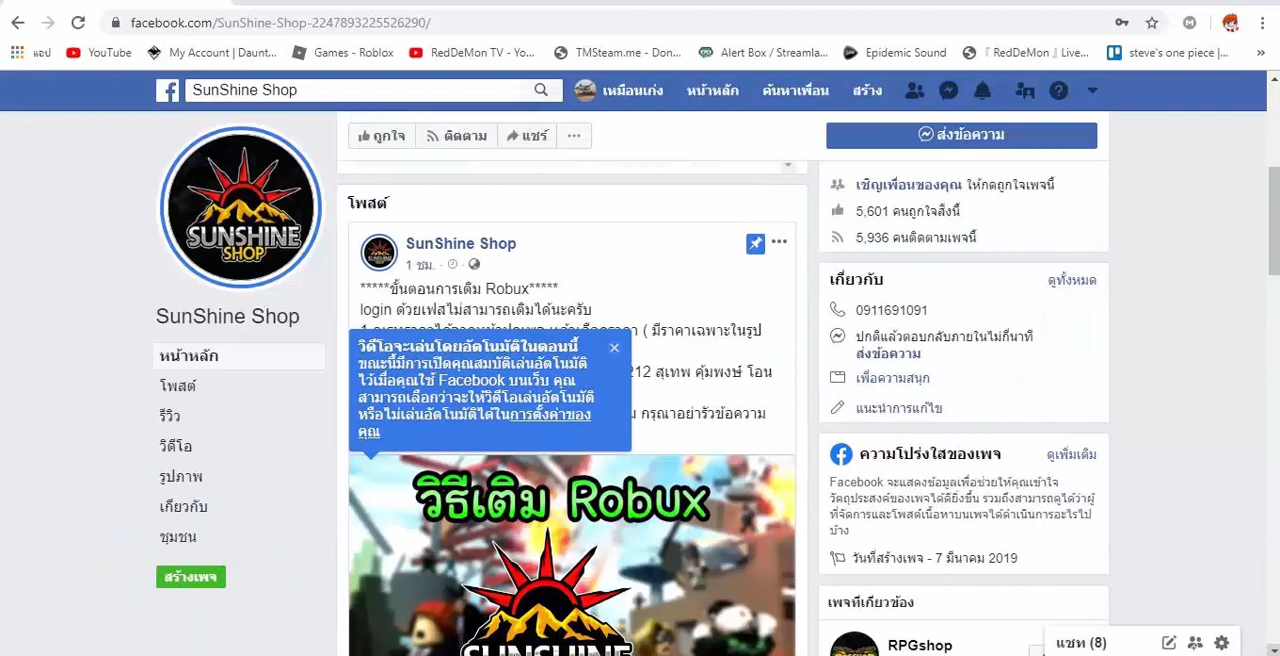 facebook.com/SunShine-Shop-2247893225526290/
แอป YouTube My Account | Daunt... Games - Roblox RedDeMon TV - Yo... TMSteam.me - Don... Alert Box / Streamla... Epidemic Sound 『 RedDeMon 』Live... steve's one piece |... »
SunShine Shop เหมือนเก่ง หน้าหลัก ค้นหาเพื่อน สร้าง
ถูกใจ ติดตาม แชร์ ... ส่งข้อความ
SUNSHINE
SHOP
SunShine Shop
หน้าหลัก
โพสต์
รีวิว
วิดีโอ
รูปภาพ
เกี่ยวกับ
ชุมชน
สร้างเพจ
โพสต์
SunShine Shop
1 ชม.
*****ขั้นตอนการเติม Robux*****
login ด้วยเฟสไม่สามารถเติมได้นะครับ
( มีราคาเฉพาะในรูป
212 สุเทพ คุ้มพงษ์ โอน
กรุณาอย่ารัวข้อความ
วิดีโอจะเล่นโดยอัตโนมัติในตอนนี้
ขณะนี้มีการเปิดคุณสมบัติเล่นอัตโนมัติ
ไว้เมื่อคุณใช้ Facebook บนเว็บ คุณ
สามารถเลือกว่าจะให้วิดีโอเล่นอัตโนมัติ
หรือไม่เล่นอัตโนมัติได้ในการตั้งค่าของ
คุณ
วิธีเติม Robux
เชิญเพื่อนของคุณ ให้กดถูกใจเพจนี้
5,601 คนถูกใจสิ่งนี้
5,936 คนติดตามเพจนี้
เกี่ยวกับ ดูทั้งหมด
0911691091
ปกติแล้วตอบกลับภายในไม่กี่นาที
ส่งข้อความ
เพื่อความสนุก
แนะนำการแก้ไข
ความโปร่งใสของเพจ ดูเพิ่มเติม
Facebook จะแสดงข้อมูลเพื่อช่วยให้คุณเข้าใจ
วัตถุประสงค์ของเพจได้ดียิ่งขึ้น รวมถึงสามารถดูได้ว่าผู้
ที่จัดการและโพสต์เนื้อหาบนเพจได้ดำเนินการอะไรไป
บ้าง
วันที่สร้างเพจ - 7 มีนาคม 2019
เพจที่เกี่ยวข้อง
RPGshop
แชท (8)